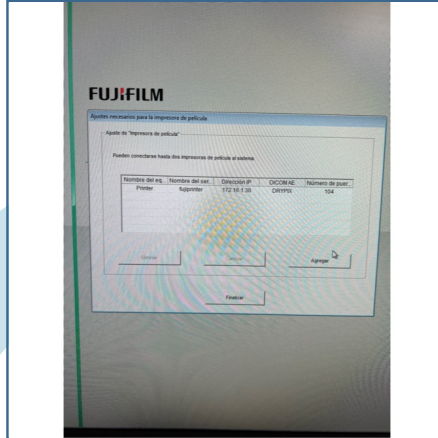 FUJIFILM
Ajustes necesarios para la impresora de película
Ajuste de "Impresora de película"
Pueden conectarse hasta dos impresoras de película al sistema.
Nombre del eq... Nombre del ser... Dirección IP DICOM AE Número de puer...
Printer fujiprinter 172.16.1.30 DRYPIX 104
Agregar
Finalizar